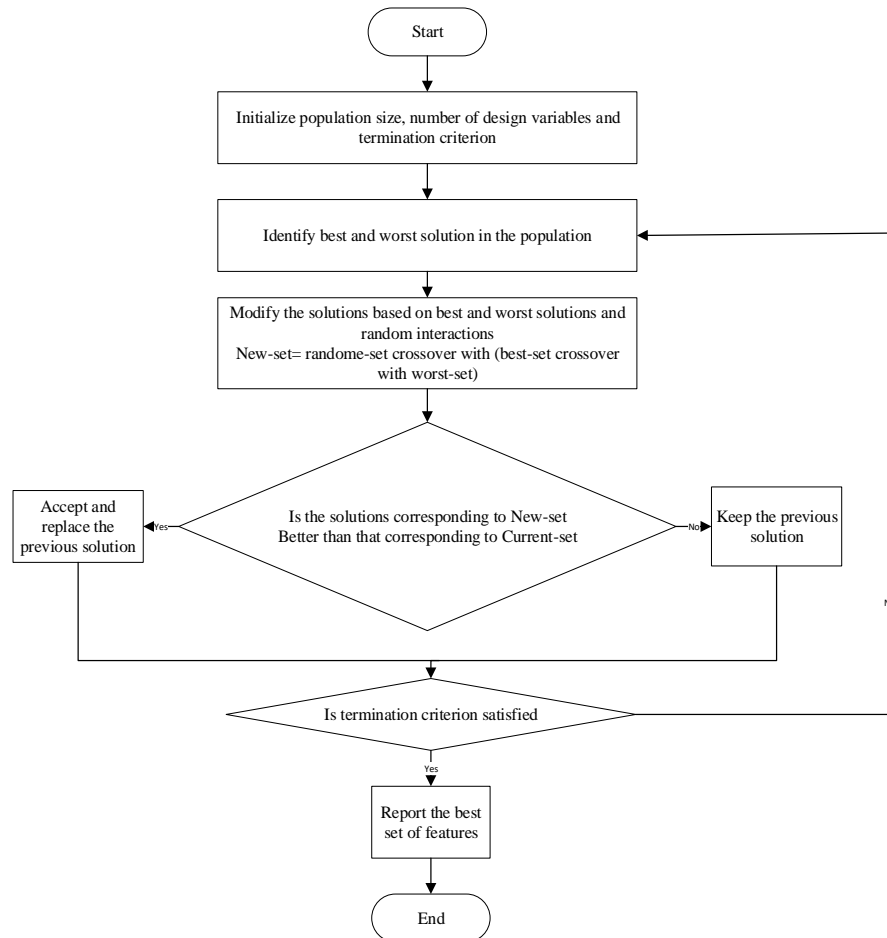 Start
Initialize population size, number of design variables and
termination criterion
Identify best and worst solution in the population
Modify the solutions based on best and worst solutions and
random interactions
New-set= randome-set crossover with (best-set crossover
with worst-set)
Is the solutions corresponding to New-set
Better than that corresponding to Current-set
Yes
Accept and
replace the
previous solution
No
Keep the previous
solution
Is termination criterion satisfied
Yes
Report the best
set of features
End